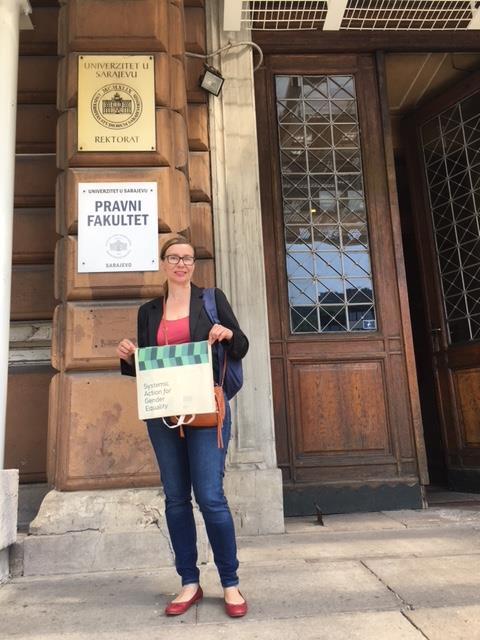 UNIVERZITET U
SARAJEVU
REKTORAT
UNIVERZITET U SARAJEVU
PRAVNI
FAKULTET
SARAJEVO
Systemic
Action for
Gender
Equality